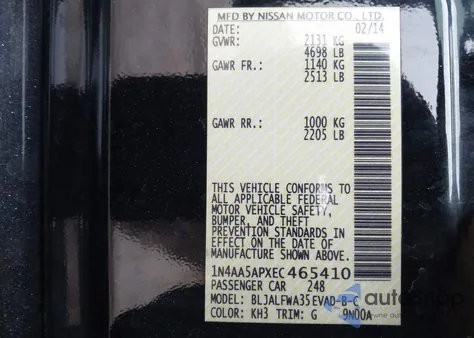 MFD BY NISSAN MOTOR CO., LTD.
DATE: 02/14
GVWR: 2131 KG
4698 LB
GAWR FR.: 1140 KG
2513 LB
GAWR RR.: 1000 KG
2205 LB
THIS VEHICLE CONFORMS TO
ALL APPLICABLE FEDERAL
MOTOR VEHICLE SAFETY,
BUMPER, AND THEFT
PREVENTION STANDARDS IN
EFFECT ON THE DATE OF
MANUFACTURE SHOWN ABOVE.
1N4AA5APXEC465410
PASSENGER CAR 248
MODEL: BLJALFWA35EVAD-B-C
COLOR: KH3 TRIM: G 9N00A